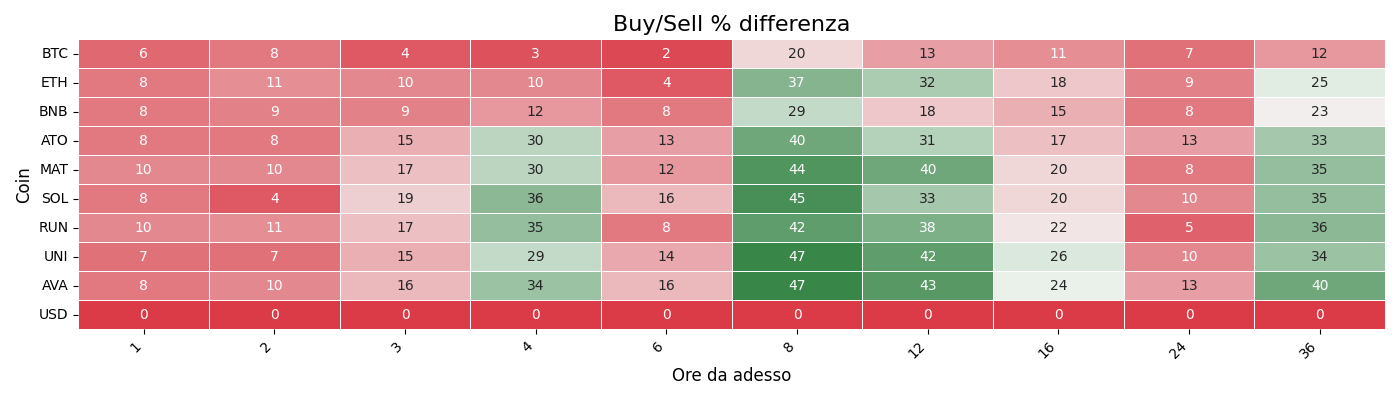 Buy/Sell % differenza
Coin
BTC 6 8 4 3 2 20 13 11 7 12
ETH 8 11 10 10 4 37 32 18 9 25
BNB 8 9 9 12 8 29 18 15 8 23
ATO 8 8 15 30 13 40 31 17 13 33
MAT 10 10 17 30 12 44 40 20 8 35
SOL 8 4 19 36 16 45 33 20 10 35
RUN 10 11 17 35 8 42 38 22 5 36
UNI 7 7 15 29 14 47 42 26 10 34
AVA 8 10 16 34 16 47 43 24 13 40
USD 0 0 0 0 0 0 0 0 0 0
1 2 3 4 6 8 12 16 24 36
Ore da adesso